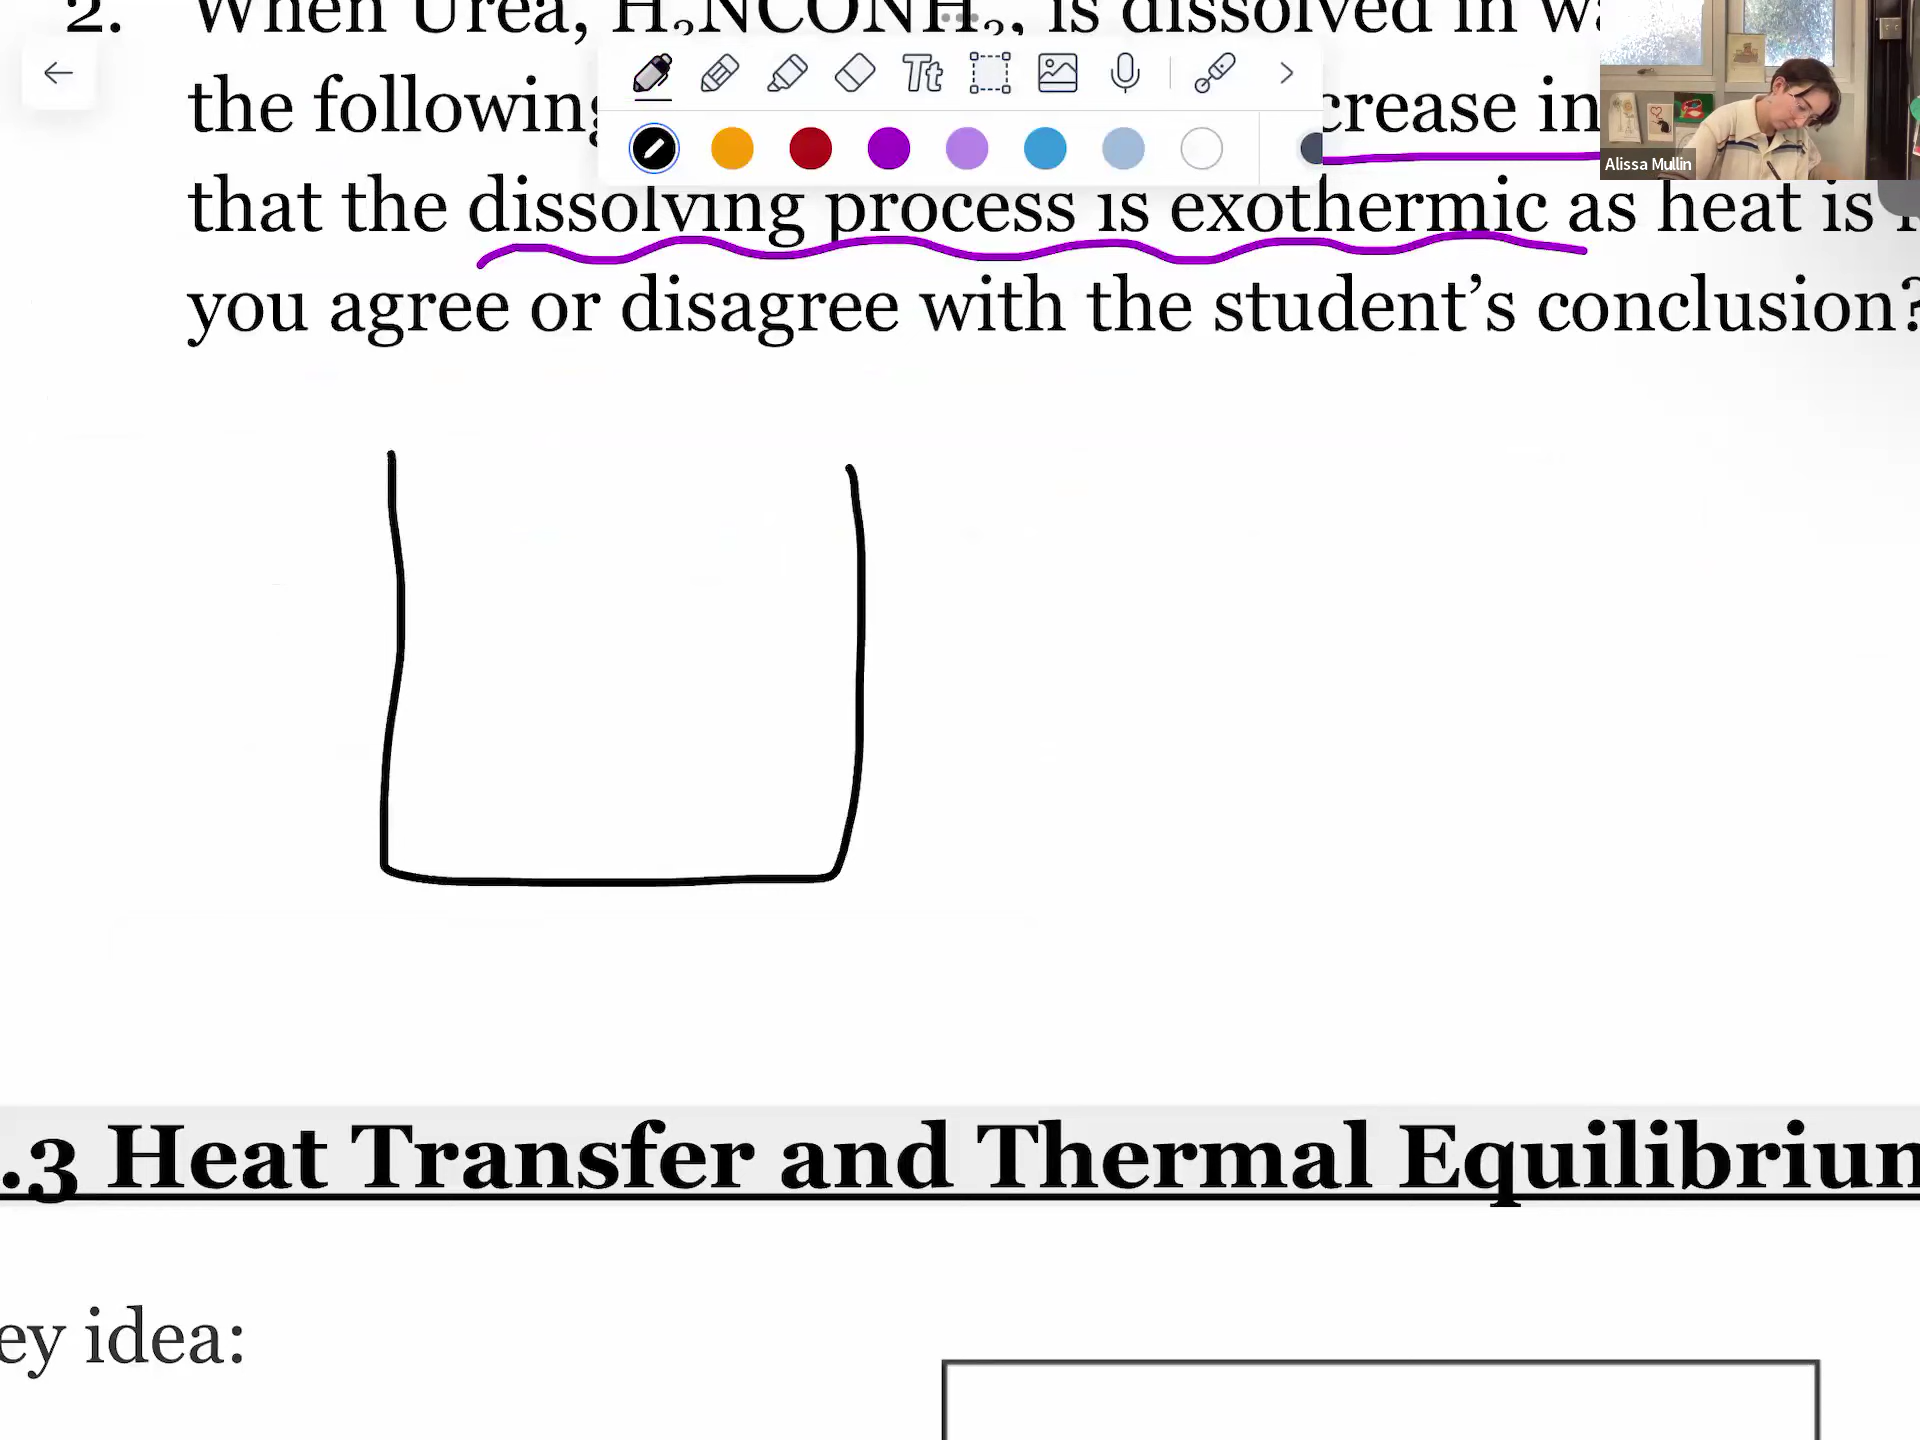 2. When Urea, H₂NCONH₂, is dissolved in wa
Tt
the following crease in
Alissa Mullin
that the dissolving process is exothermic as heat is
you agree or disagree with the student’s conclusion?
.3 Heat Transfer and Thermal Equilibrium
ey idea: